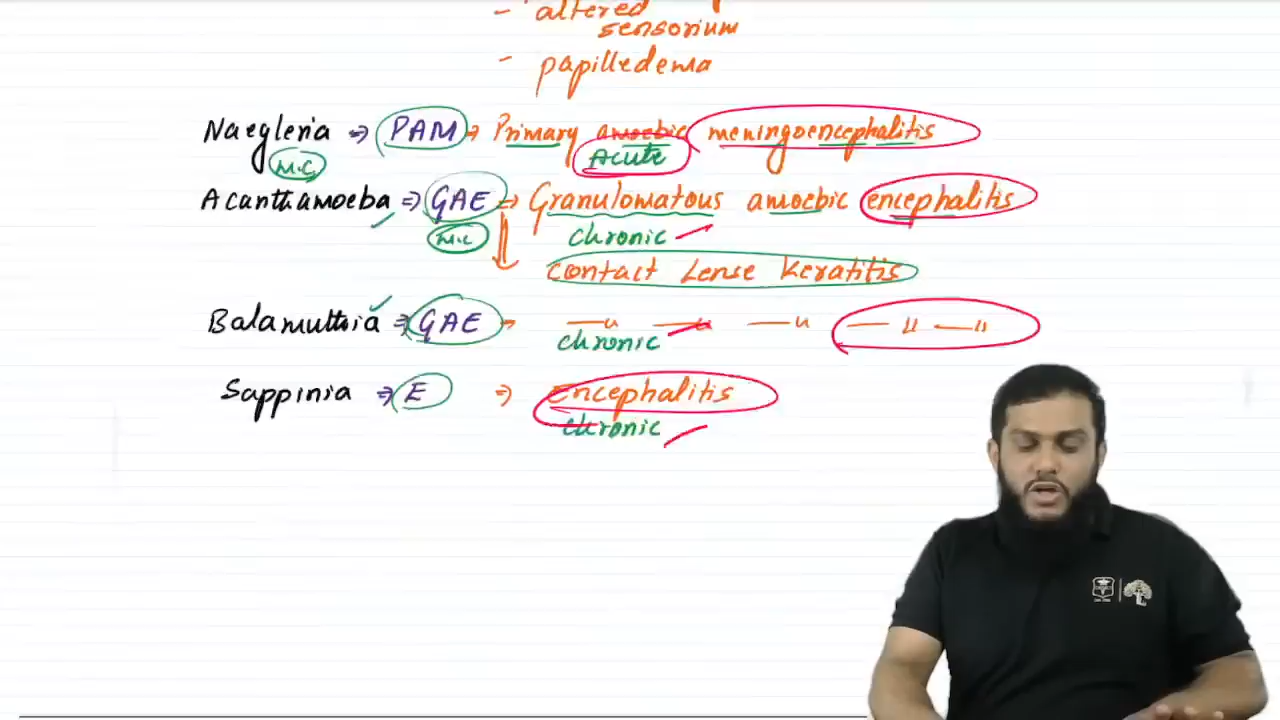 - altered
sensorium
- papilledema
Naegleria ⇒ PAM ⇒ Primary amoebic meningoencephalitis
M.C Acute
Acanthamoeba ⇒ GAE ⇒ Granulomatous amoebic encephalitis
M.C chronic
Contact Lense Keratitis
Balamuthia ⇒ GAE ⇒ —〃 —〃 —〃 —〃—〃
chronic
Sappinia ⇒ E ⇒ Encephalitis
chronic